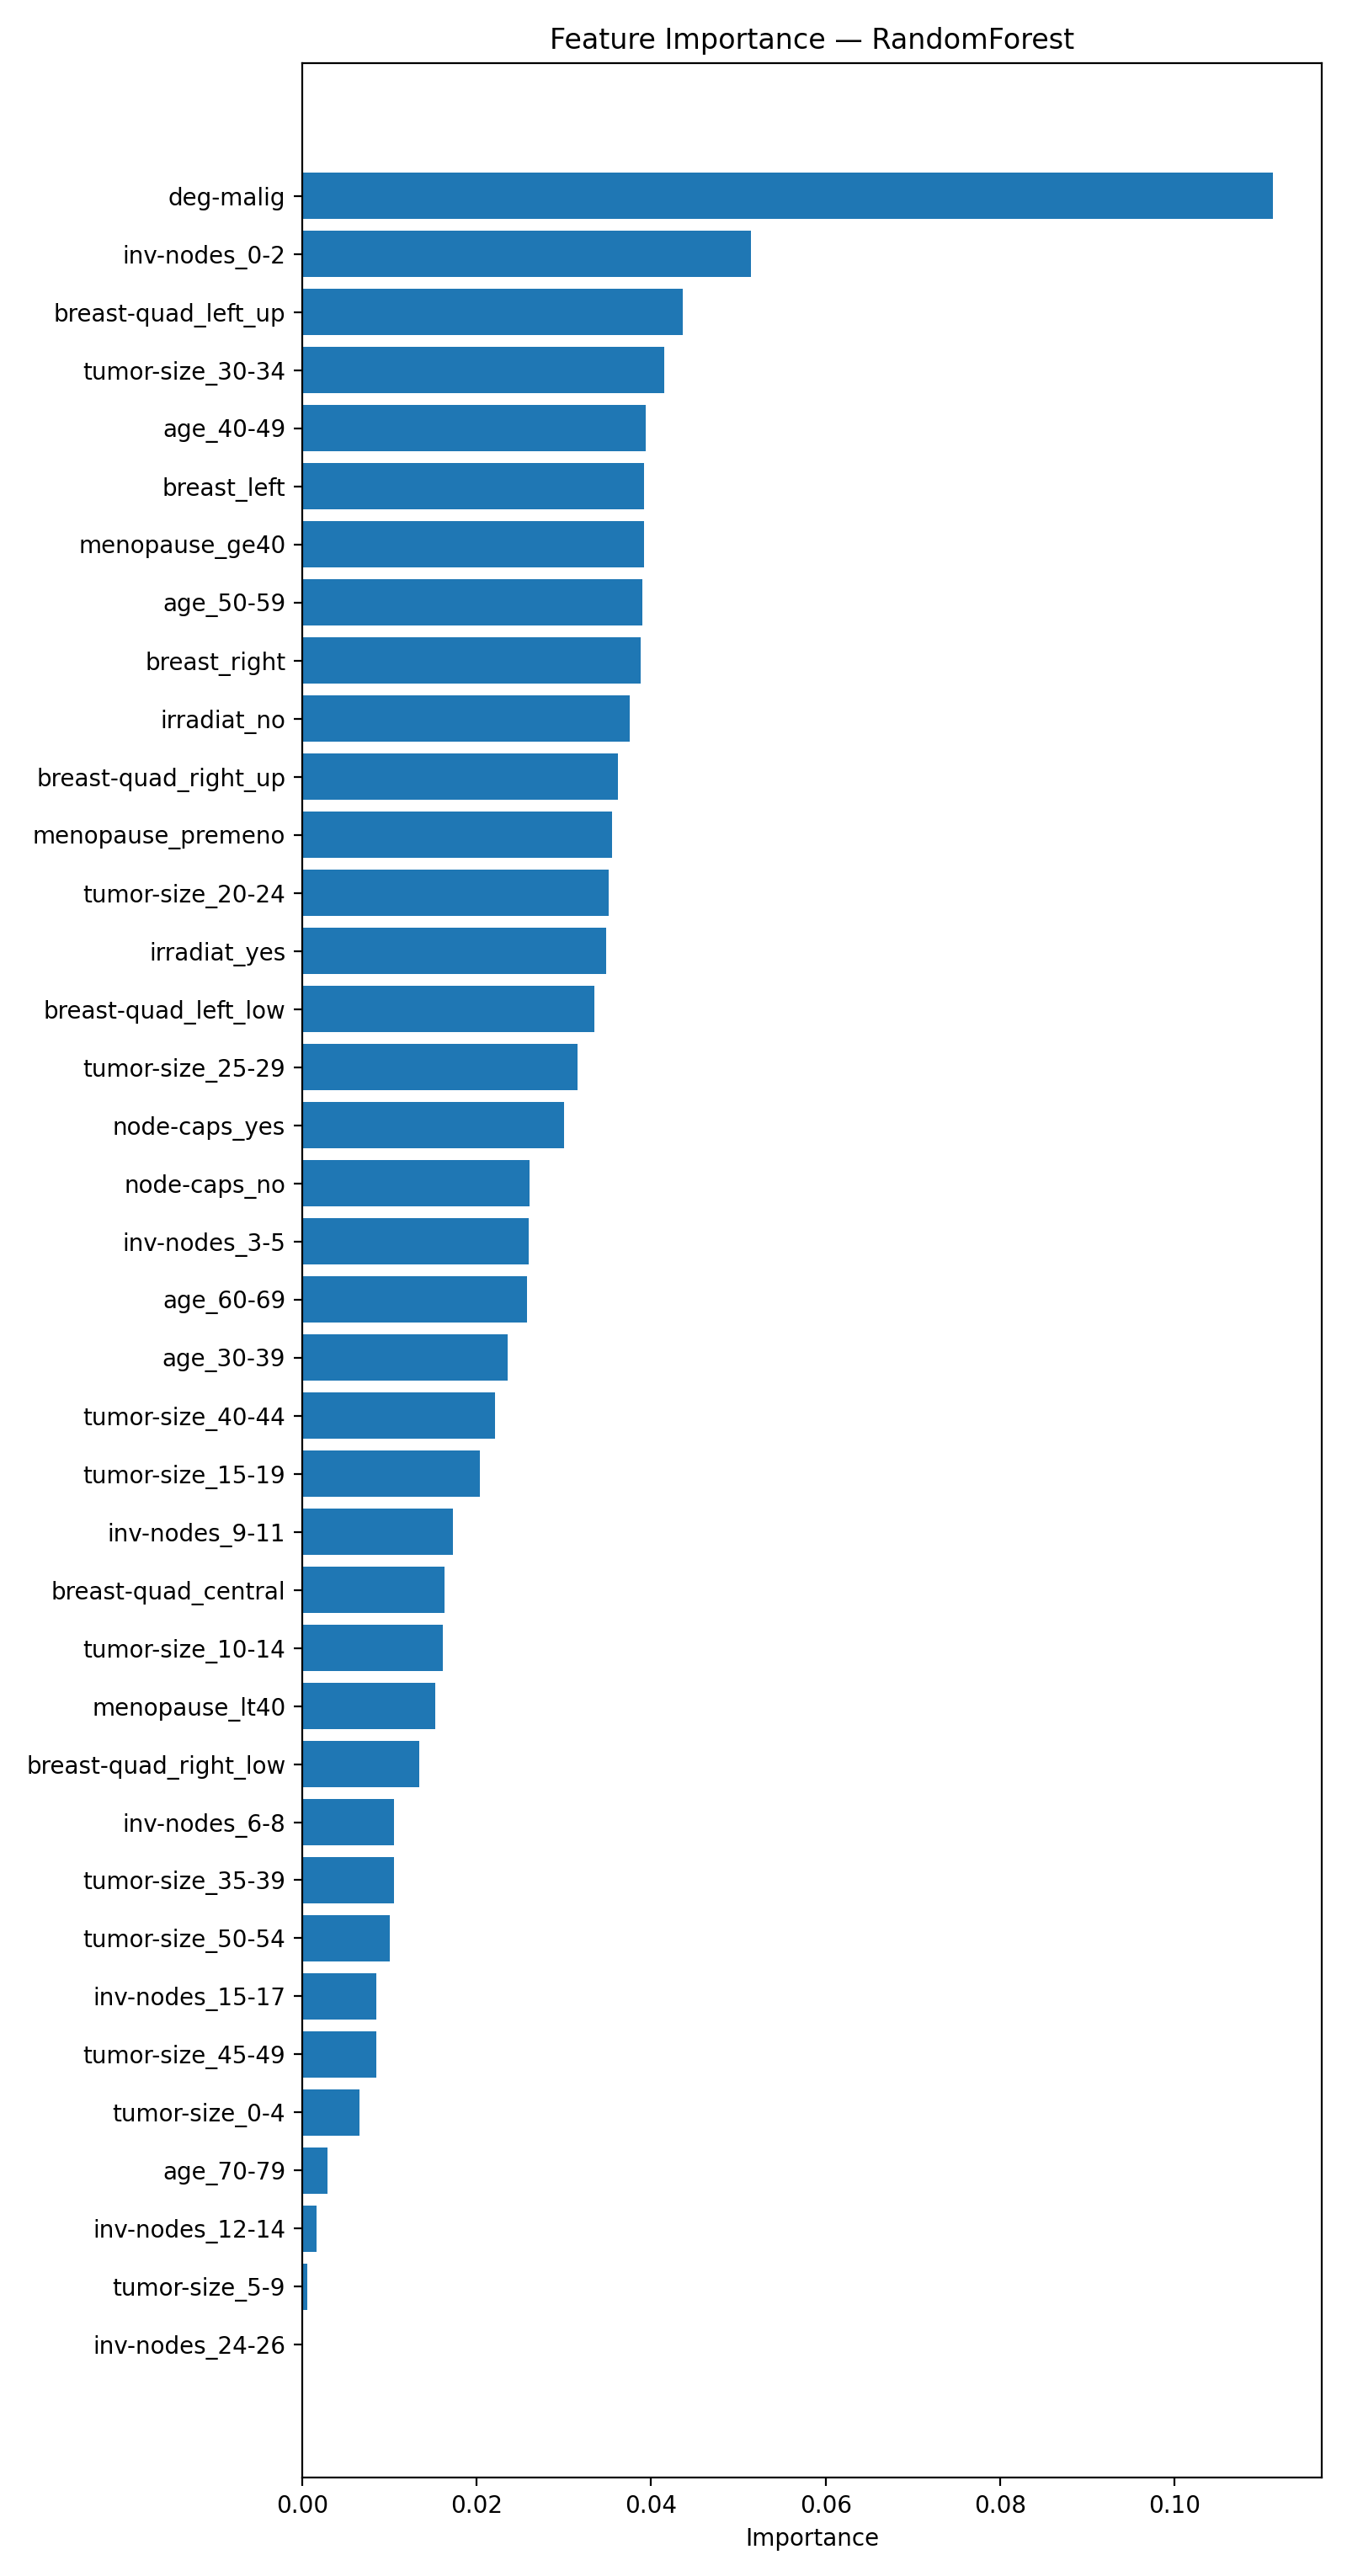 Feature Importance — RandomForest
deg-malig
inv-nodes_0-2
breast-quad_left_up
tumor-size_30-34
age_40-49
breast_left
menopause_ge40
age_50-59
breast_right
irradiat_no
breast-quad_right_up
menopause_premeno
tumor-size_20-24
irradiat_yes
breast-quad_left_low
tumor-size_25-29
node-caps_yes
node-caps_no
inv-nodes_3-5
age_60-69
age_30-39
tumor-size_40-44
tumor-size_15-19
inv-nodes_9-11
breast-quad_central
tumor-size_10-14
menopause_lt40
breast-quad_right_low
inv-nodes_6-8
tumor-size_35-39
tumor-size_50-54
inv-nodes_15-17
tumor-size_45-49
tumor-size_0-4
age_70-79
inv-nodes_12-14
tumor-size_5-9
inv-nodes_24-26
0.00 0.02 0.04 0.06 0.08 0.10
Importance